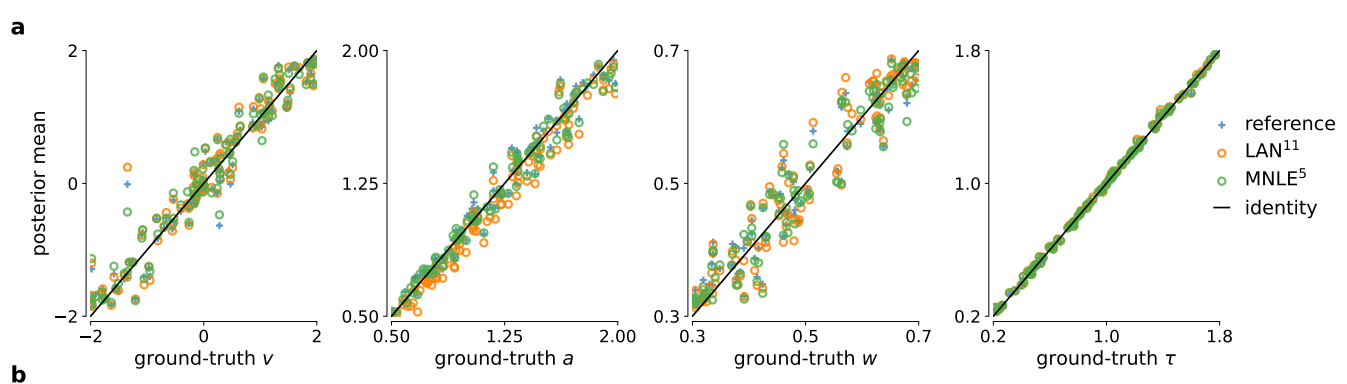 a
posterior mean
2
0
−2
−2 0 2
ground-truth v
2.00
1.25
0.50
0.50 1.25 2.00
ground-truth a
0.7
0.5
0.3
0.3 0.5 0.7
ground-truth w
1.8
1.0
0.2
0.2 1.0 1.8
ground-truth τ
reference
LAN¹¹
MNLE⁵
identity
b